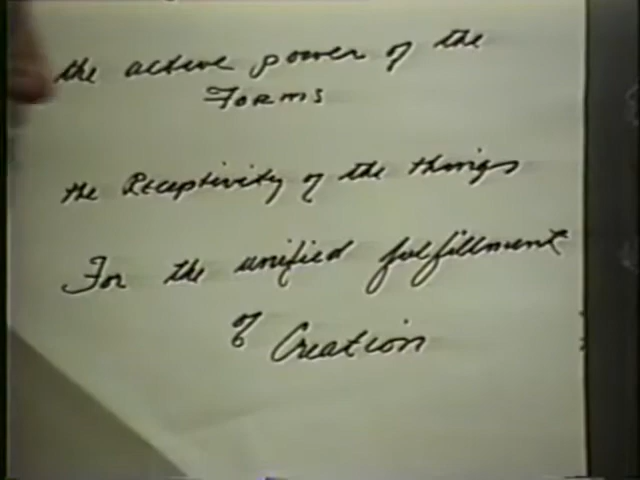 the active power of the
Forms
the Receptivity of the things
For the unified fulfillment
of Creation